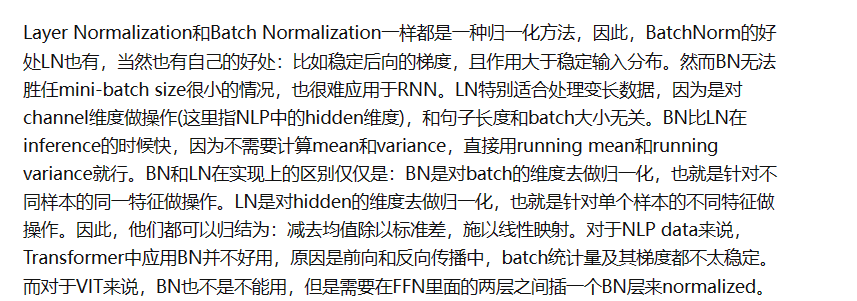 Layer Normalization和Batch Normalization一样都是一种归一化方法，因此，BatchNorm的好
处LN也有，当然也有自己的好处：比如稳定后向的梯度，且作用大于稳定输入分布。然而BN无法
胜任mini-batch size很小的情况，也很难应用于RNN。LN特别适合处理变长数据，因为是对
channel维度做操作(这里指NLP中的hidden维度)，和句子长度和batch大小无关。BN比LN在
inference的时候快，因为不需要计算mean和variance，直接用running mean和running
variance就行。BN和LN在实现上的区别仅仅是：BN是对batch的维度去做归一化，也就是针对不
同样本的同一特征做操作。LN是对hidden的维度去做归一化，也就是针对单个样本的不同特征做
操作。因此，他们都可以归结为：减去均值除以标准差，施以线性映射。对于NLP data来说，
Transformer中应用BN并不好用，原因是前向和反向传播中，batch统计量及其梯度都不太稳定。
而对于VIT来说，BN也不是不能用，但是需要在FFN里面的两层之间插一个BN层来normalized。